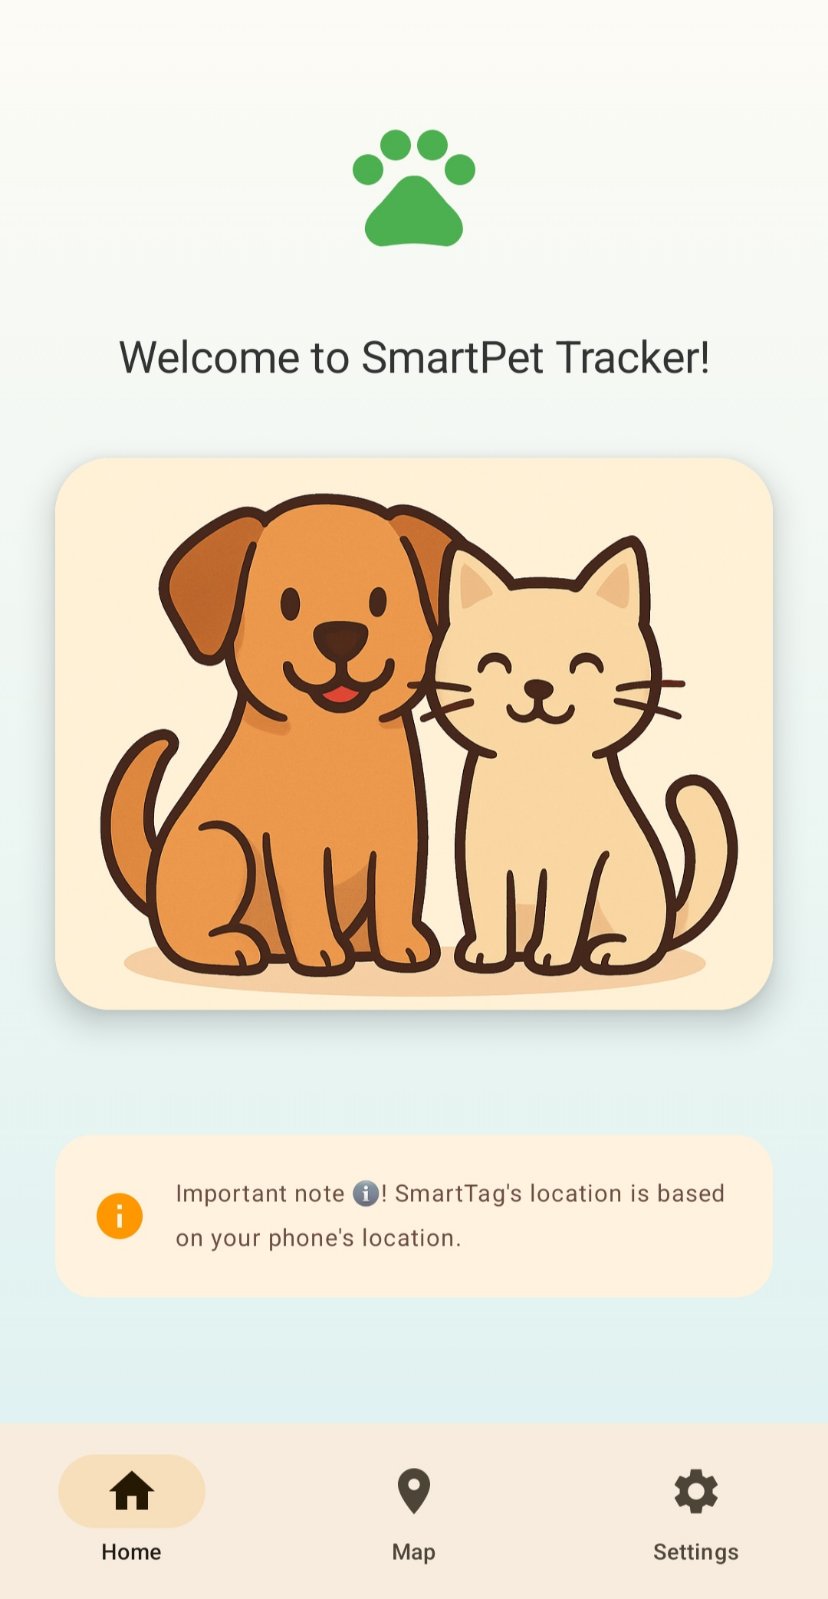 Welcome to SmartPet Tracker!
Important note ℹ️! SmartTag's location is based
on your phone's location.
Home
Map
Settings